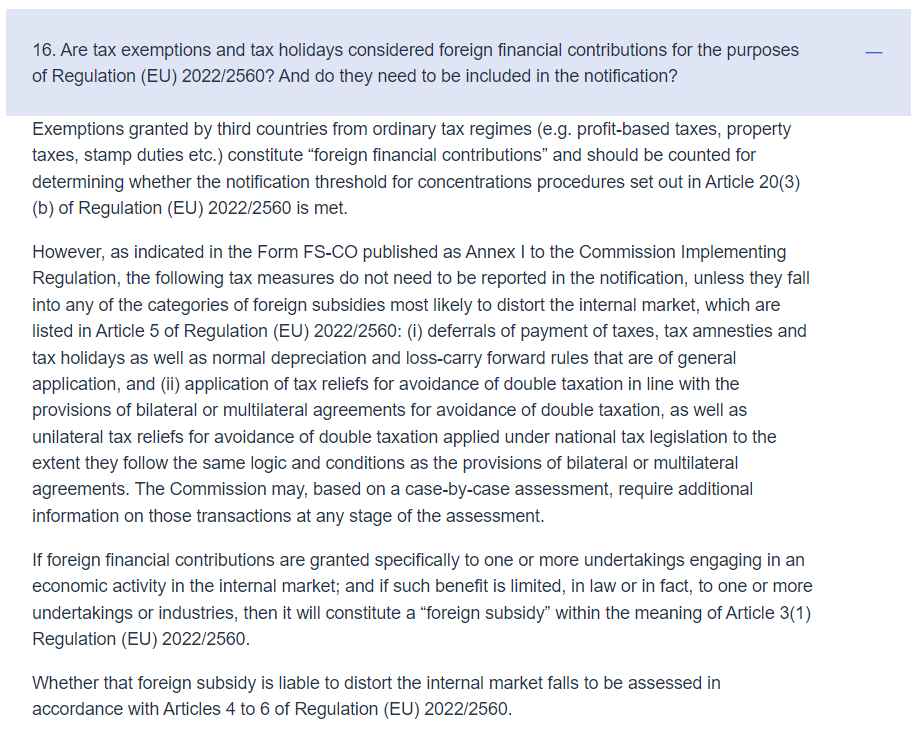 16. Are tax exemptions and tax holidays considered foreign financial contributions for the purposes
of Regulation (EU) 2022/2560? And do they need to be included in the notification?
Exemptions granted by third countries from ordinary tax regimes (e.g. profit-based taxes, property
taxes, stamp duties etc.) constitute “foreign financial contributions” and should be counted for
determining whether the notification threshold for concentrations procedures set out in Article 20(3)
(b) of Regulation (EU) 2022/2560 is met.
However, as indicated in the Form FS-CO published as Annex I to the Commission Implementing
Regulation, the following tax measures do not need to be reported in the notification, unless they fall
into any of the categories of foreign subsidies most likely to distort the internal market, which are
listed in Article 5 of Regulation (EU) 2022/2560: (i) deferrals of payment of taxes, tax amnesties and
tax holidays as well as normal depreciation and loss-carry forward rules that are of general
application, and (ii) application of tax reliefs for avoidance of double taxation in line with the
provisions of bilateral or multilateral agreements for avoidance of double taxation, as well as
unilateral tax reliefs for avoidance of double taxation applied under national tax legislation to the
extent they follow the same logic and conditions as the provisions of bilateral or multilateral
agreements. The Commission may, based on a case-by-case assessment, require additional
information on those transactions at any stage of the assessment.
If foreign financial contributions are granted specifically to one or more undertakings engaging in an
economic activity in the internal market; and if such benefit is limited, in law or in fact, to one or more
undertakings or industries, then it will constitute a “foreign subsidy” within the meaning of Article 3(1)
Regulation (EU) 2022/2560.
Whether that foreign subsidy is liable to distort the internal market falls to be assessed in
accordance with Articles 4 to 6 of Regulation (EU) 2022/2560.